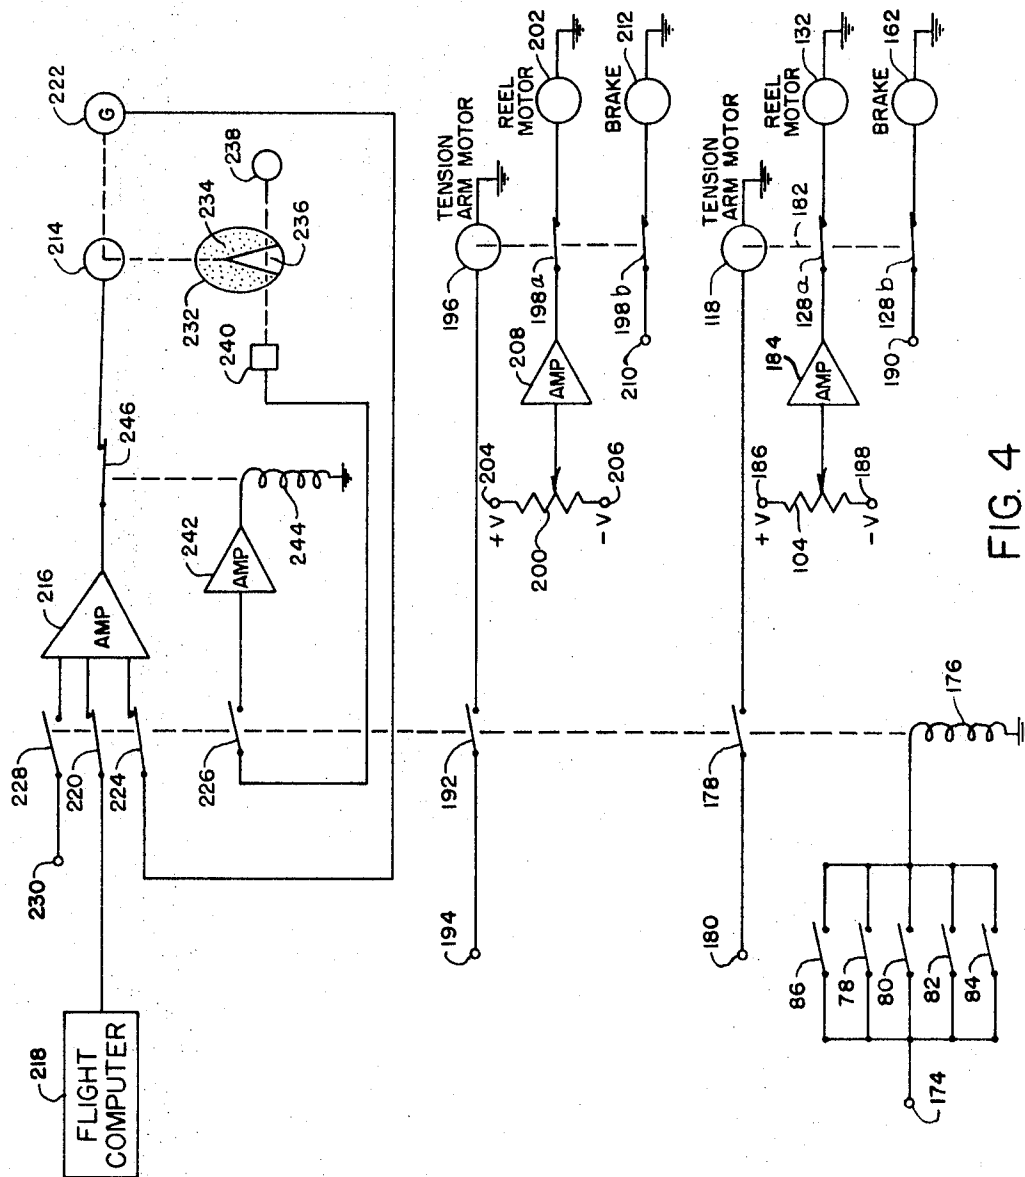 222
G
214
238
234
236
232
240
246
216
AMP
242
AMP
244
228
220
224
226
230
218
FLIGHT
COMPUTER
TENSION
ARM MOTOR
REEL
MOTOR
202
BRAKE
212
196
198a
198b
208
AMP
210
204
+V
200
-V
206
192
194
TENSION
ARM MOTOR
REEL
MOTOR
132
BRAKE
162
182
118
128a
128b
184
AMP
190
186
+V
104
-V
188
178
180
176
86
78
80
82
84
174
FIG. 4